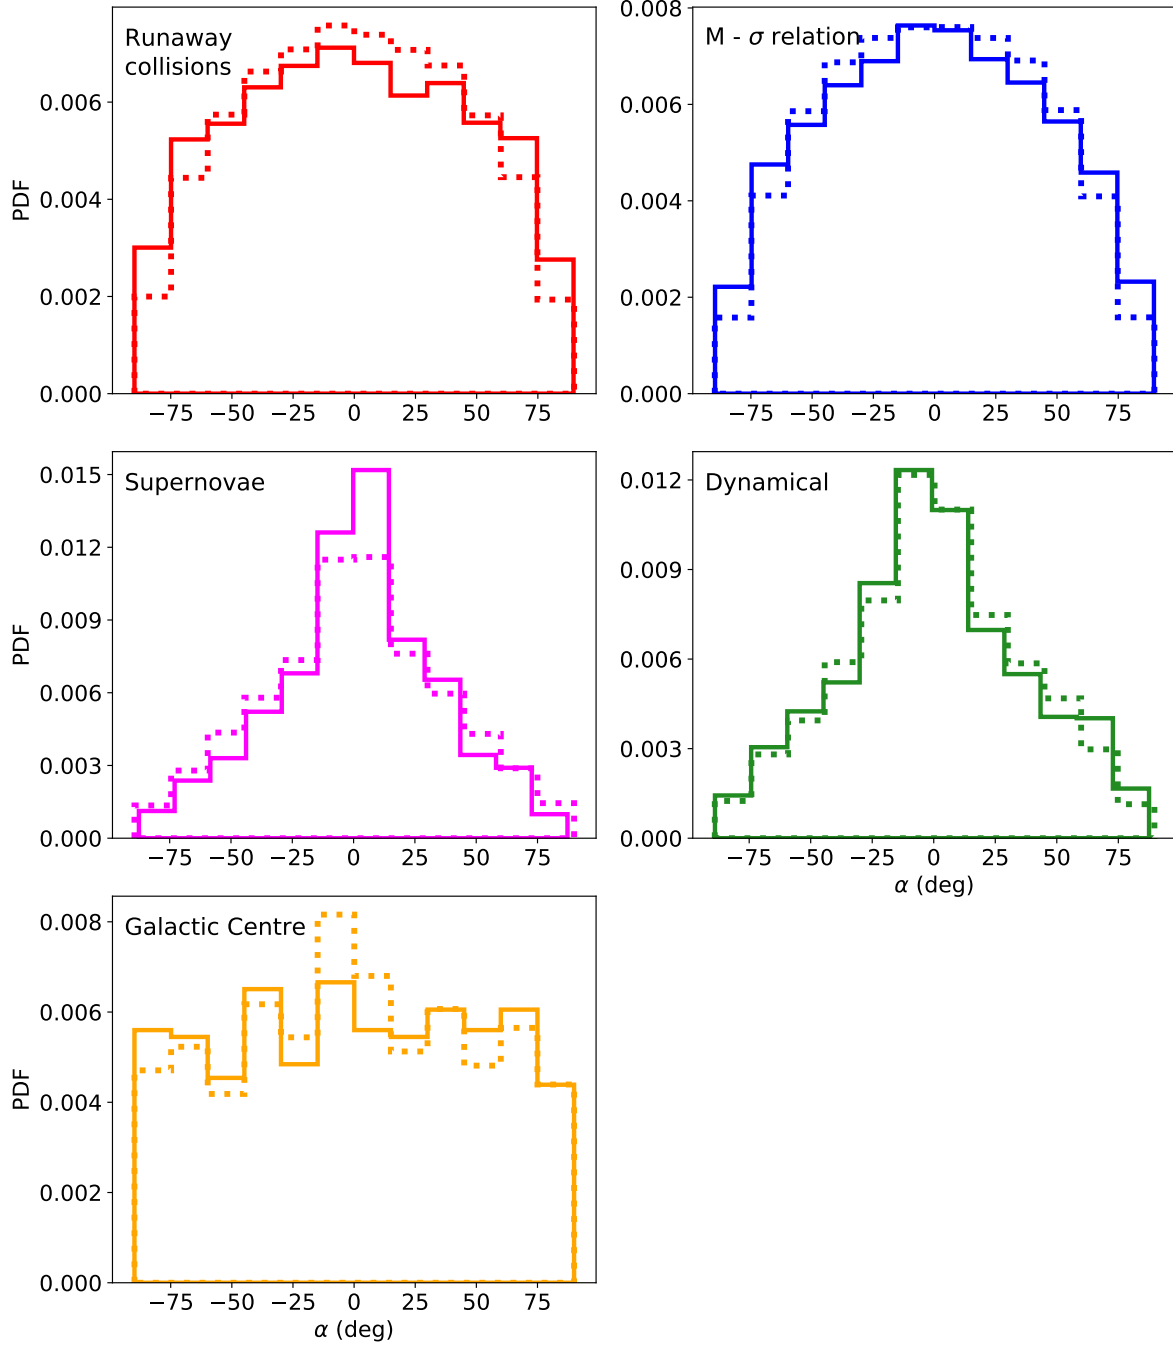 Runaway
collisions
PDF
0.006
0.004
0.002
0.000
−75 −50 −25 0 25 50 75
M - σ relation
0.008
0.006
0.004
0.002
0.000
−75 −50 −25 0 25 50 75
Supernovae
PDF
0.015
0.012
0.009
0.006
0.003
0.000
−75 −50 −25 0 25 50 75
Dynamical
0.012
0.009
0.006
0.003
0.000
−75 −50 −25 0 25 50 75
α (deg)
Galactic Centre
PDF
0.008
0.006
0.004
0.002
0.000
−75 −50 −25 0 25 50 75
α (deg)